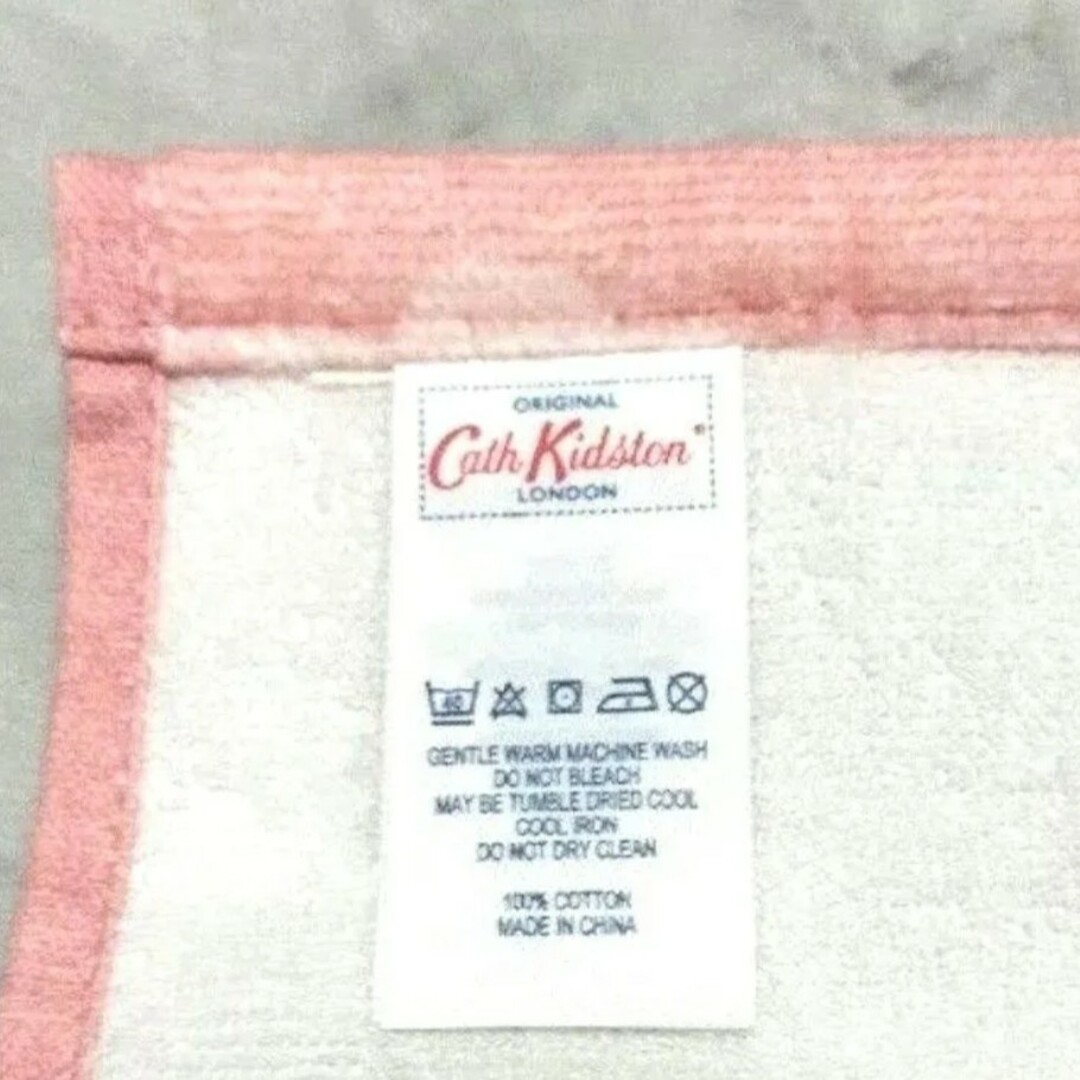 ORIGINAL
Cath Kidston®
LONDON
40
GENTLE WARM MACHINE WASH
DO NOT BLEACH
MAY BE TUMBLE DRIED COOL
COOL IRON
DO NOT DRY CLEAN
100% COTTON
MADE IN CHINA